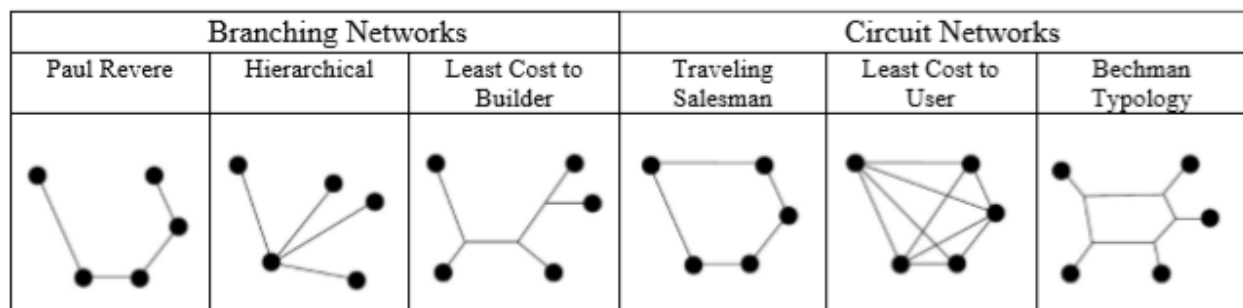 Branching Networks
Circuit Networks
Paul Revere
Hierarchical
Least Cost to
Builder
Traveling
Salesman
Least Cost to
User
Bechman
Typology